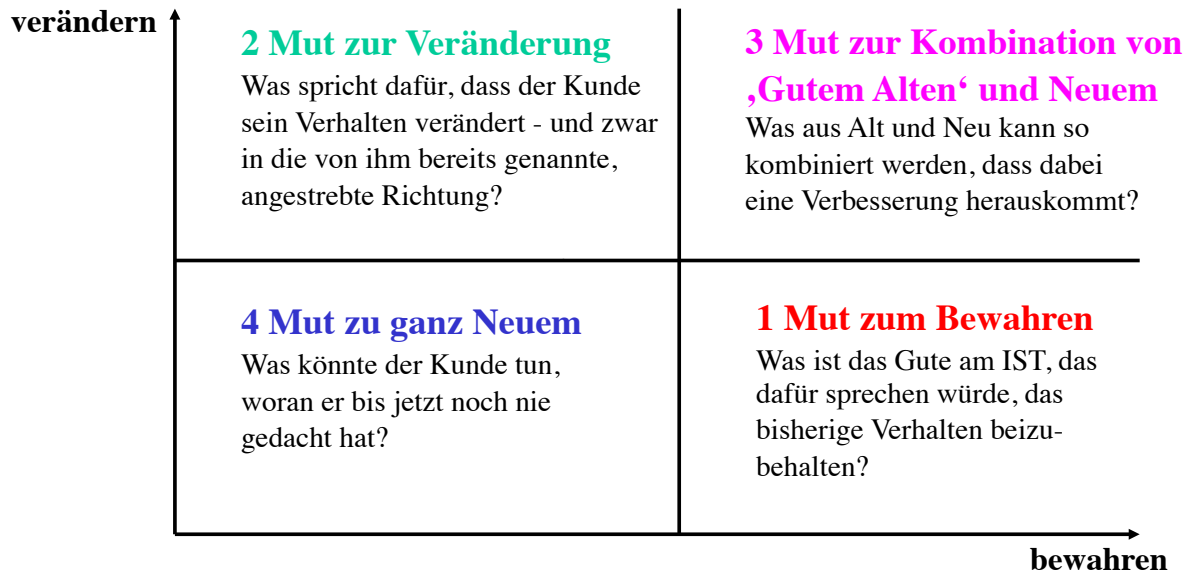 verändern
2 Mut zur Veränderung
Was spricht dafür, dass der Kunde
sein Verhalten verändert - und zwar
in die von ihm bereits genannte,
angestrebte Richtung?
3 Mut zur Kombination von
‚Gutem Alten‘ und Neuem
Was aus Alt und Neu kann so
kombiniert werden, dass dabei
eine Verbesserung herauskommt?
4 Mut zu ganz Neuem
Was könnte der Kunde tun,
woran er bis jetzt noch nie
gedacht hat?
1 Mut zum Bewahren
Was ist das Gute am IST, das
dafür sprechen würde, das
bisherige Verhalten beizu-
behalten?
bewahren